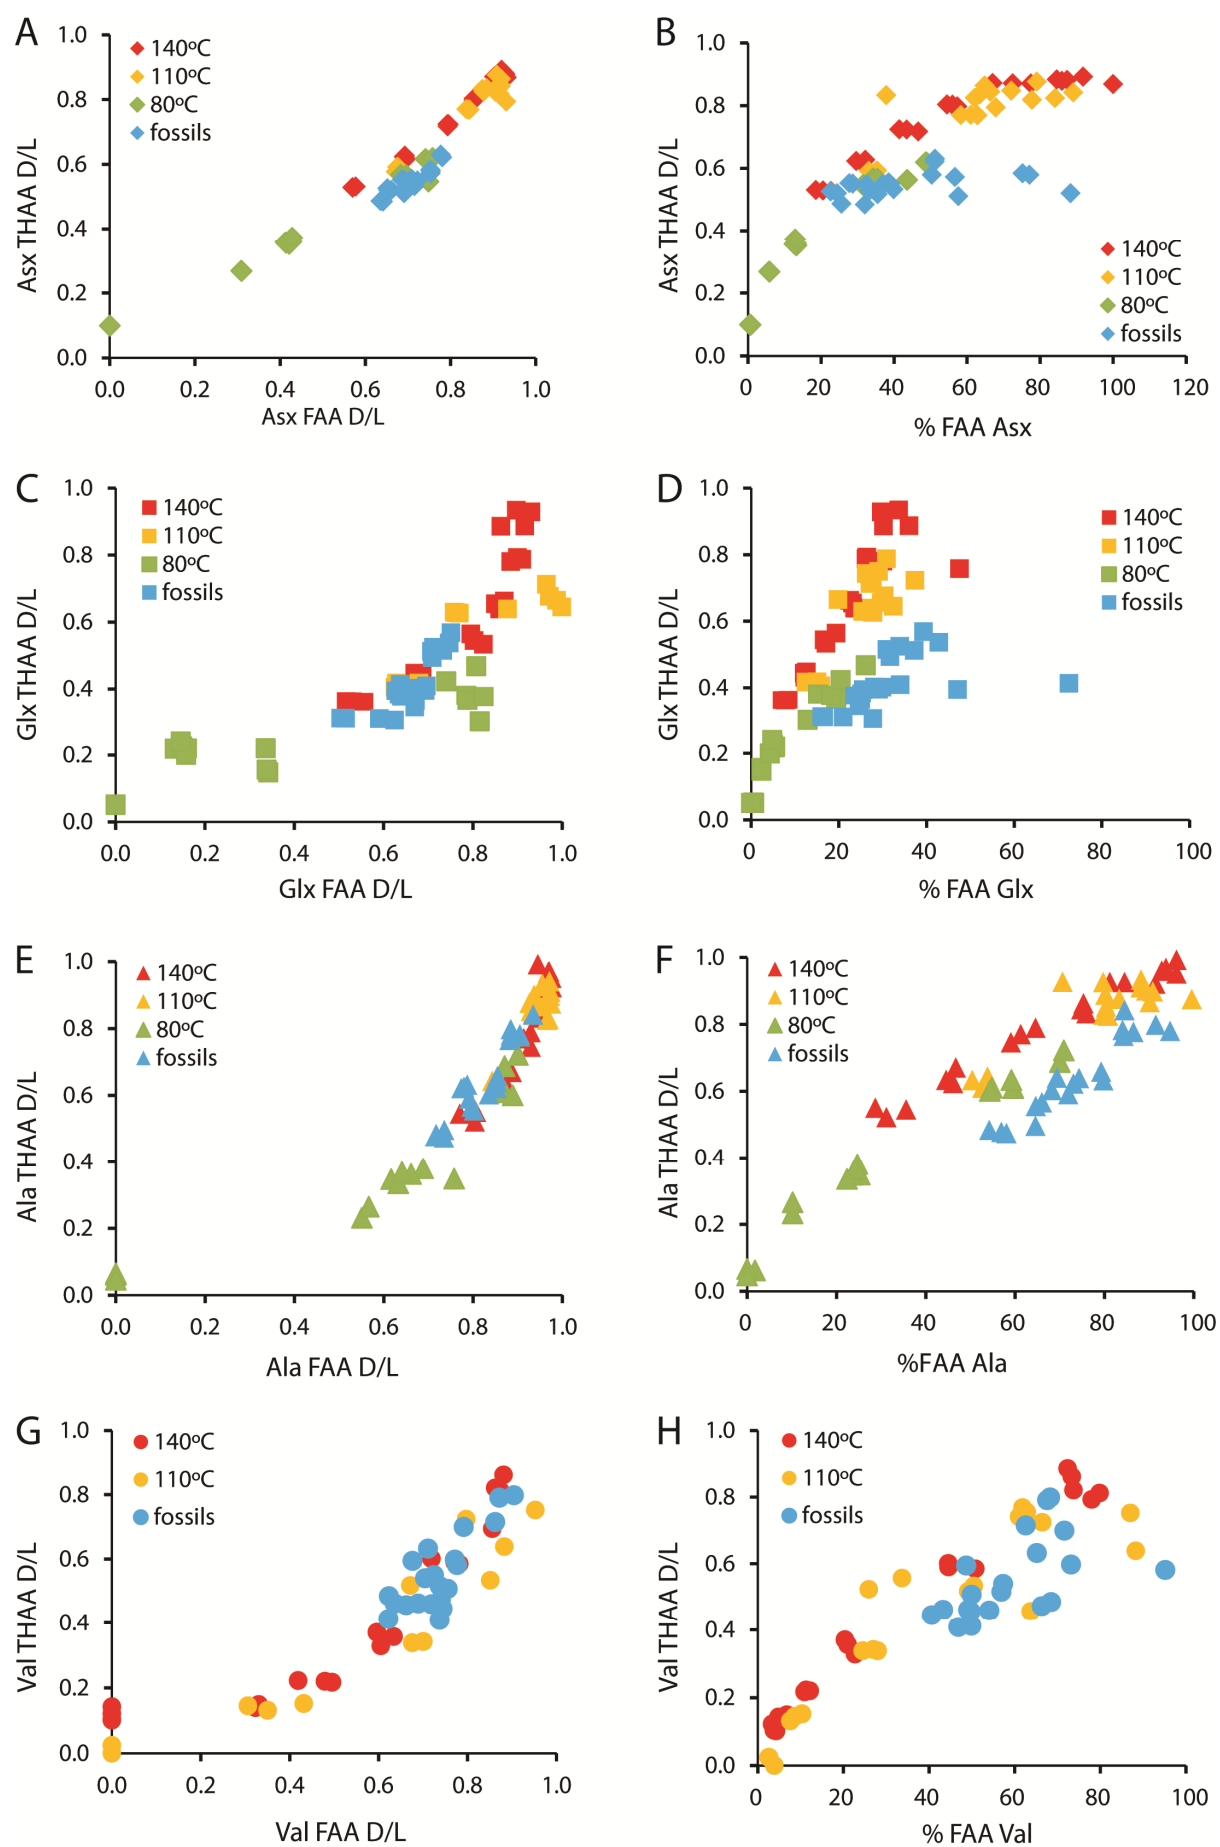 A
1.0
0.8
0.6
0.4
0.2
0.0
Asx THAA D/L
140ºC
110ºC
80ºC
fossils
0.0 0.2 0.4 0.6 0.8 1.0
Asx FAA D/L
B
1.0
0.8
0.6
0.4
0.2
0.0
Asx THAA D/L
140ºC
110ºC
80ºC
fossils
0 20 40 60 80 100 120
% FAA Asx
C
1.0
0.8
0.6
0.4
0.2
0.0
Glx THAA D/L
140ºC
110ºC
80ºC
fossils
0.0 0.2 0.4 0.6 0.8 1.0
Glx FAA D/L
D
1.0
0.8
0.6
0.4
0.2
0.0
Glx THAA D/L
140ºC
110ºC
80ºC
fossils
0 20 40 60 80 100
% FAA Glx
E
1.0
0.8
0.6
0.4
0.2
0.0
Ala THAA D/L
140ºC
110ºC
80ºC
fossils
0.0 0.2 0.4 0.6 0.8 1.0
Ala FAA D/L
F
1.0
0.8
0.6
0.4
0.2
0.0
Ala THAA D/L
140ºC
110ºC
80ºC
fossils
0 20 40 60 80 100
%FAA Ala
G
1.0
0.8
0.6
0.4
0.2
0.0
Val THAA D/L
140ºC
110ºC
fossils
0.0 0.2 0.4 0.6 0.8 1.0
Val FAA D/L
H
1.0
0.8
0.6
0.4
0.2
0.0
Val THAA D/L
140ºC
110ºC
fossils
0 20 40 60 80 100
% FAA Val